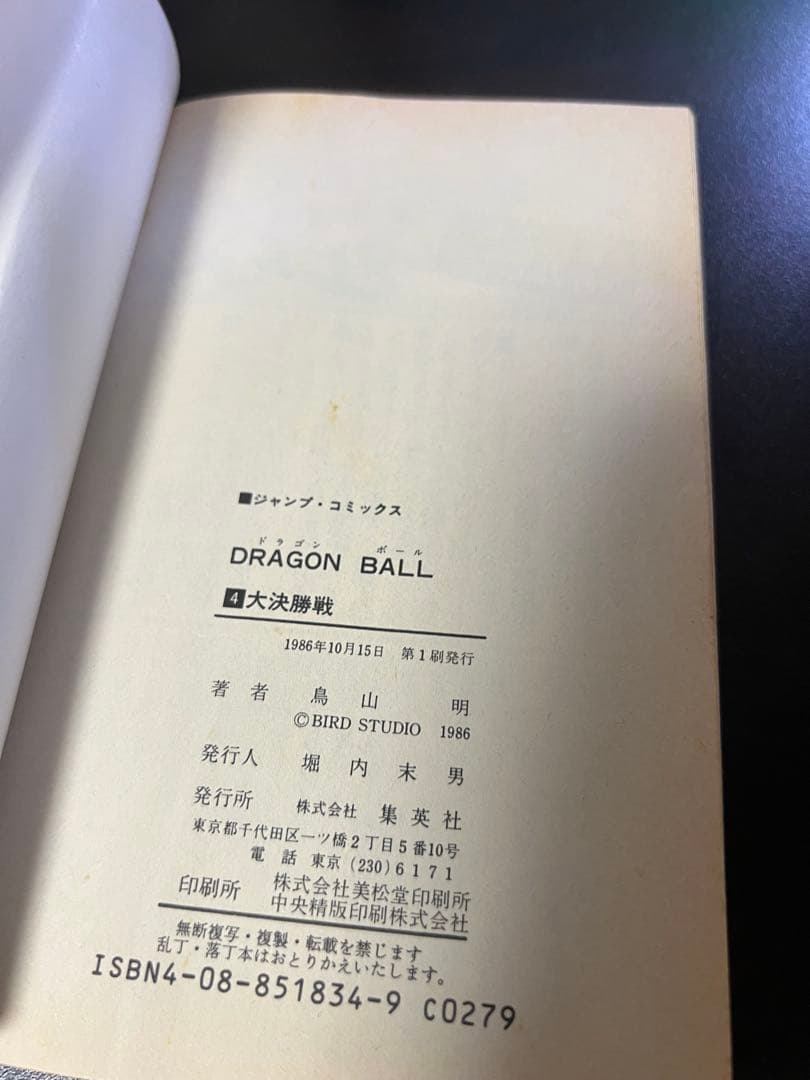 ■ジャンプ・コミックス
ドラゴン ボール
DRAGON BALL
4大決勝戦
1986年10月15日 第1刷発行
著者 鳥山 明
©BIRD STUDIO 1986
発行人 堀内末男
発行所 株式会社 集英社
東京都千代田区一ツ橋2丁目5番10号
電話 東京(230)6171
印刷所 株式会社美松堂印刷所
中央精版印刷株式会社
無断複写・複製・転載を禁じます
乱丁・落丁本はおとりかえいたします。
ISBN4-08-851834-9 C0279